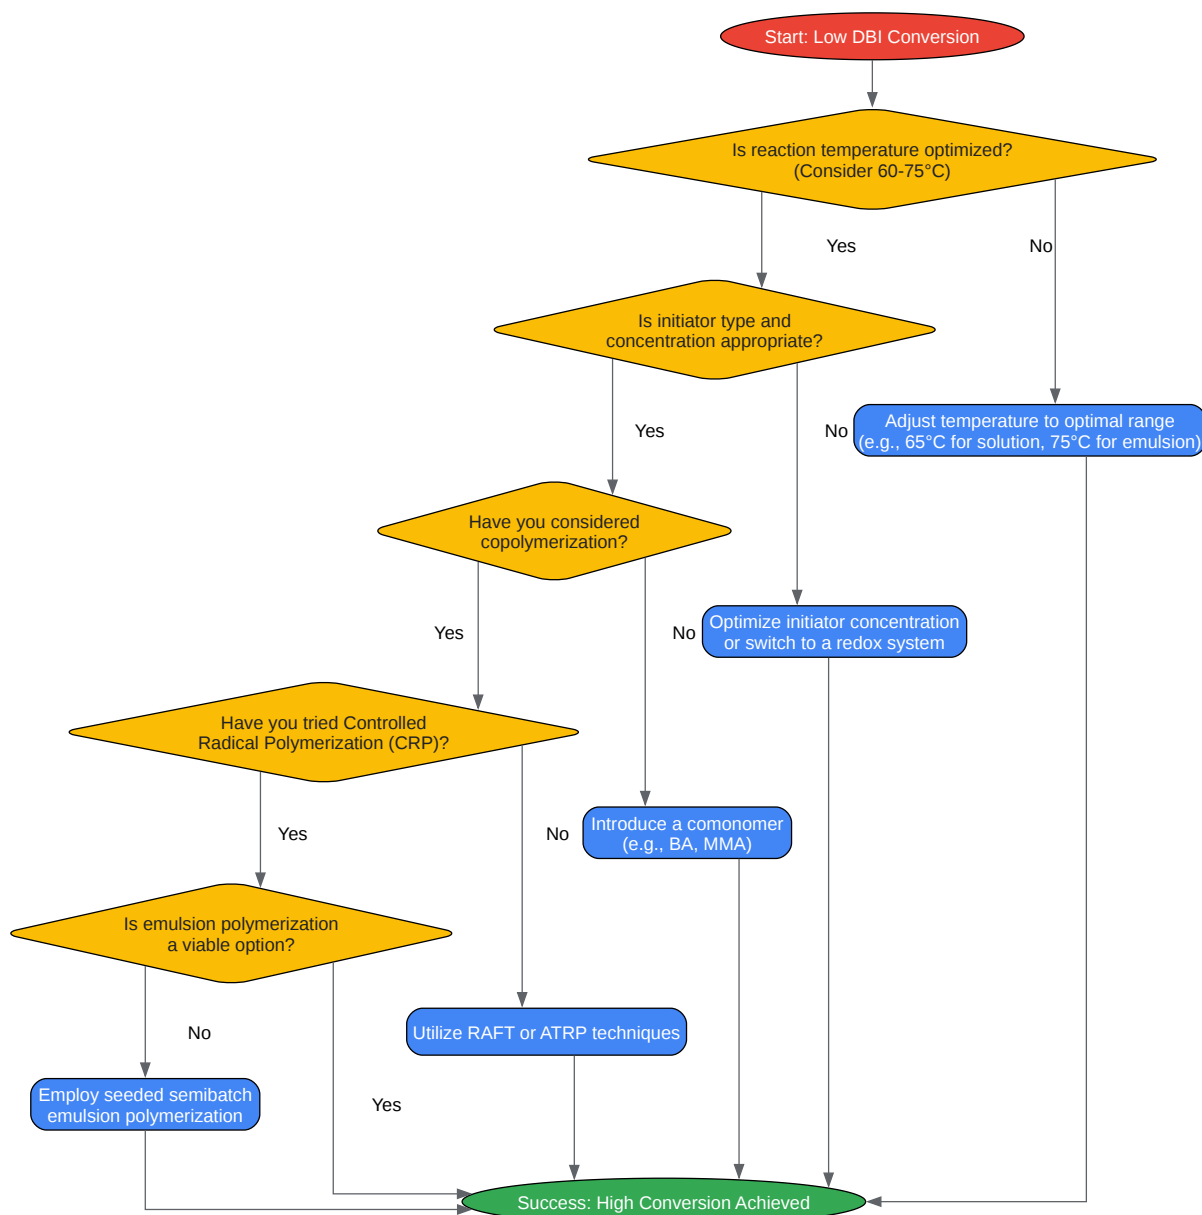 Start: Low DBI Conversion
Is reaction temperature optimized?
(Consider 60-75°C)
Yes
No
Is initiator type and
concentration appropriate?
Adjust temperature to optimal range
(e.g., 65°C for solution, 75°C for emulsion)
Yes
No
Have you considered
copolymerization?
Optimize initiator concentration
or switch to a redox system
Yes
No
Have you tried Controlled
Radical Polymerization (CRP)?
Introduce a comonomer
(e.g., BA, MMA)
Yes
No
Is emulsion polymerization
a viable option?
Utilize RAFT or ATRP techniques
No
Employ seeded semibatch
emulsion polymerization
Yes
Success: High Conversion Achieved